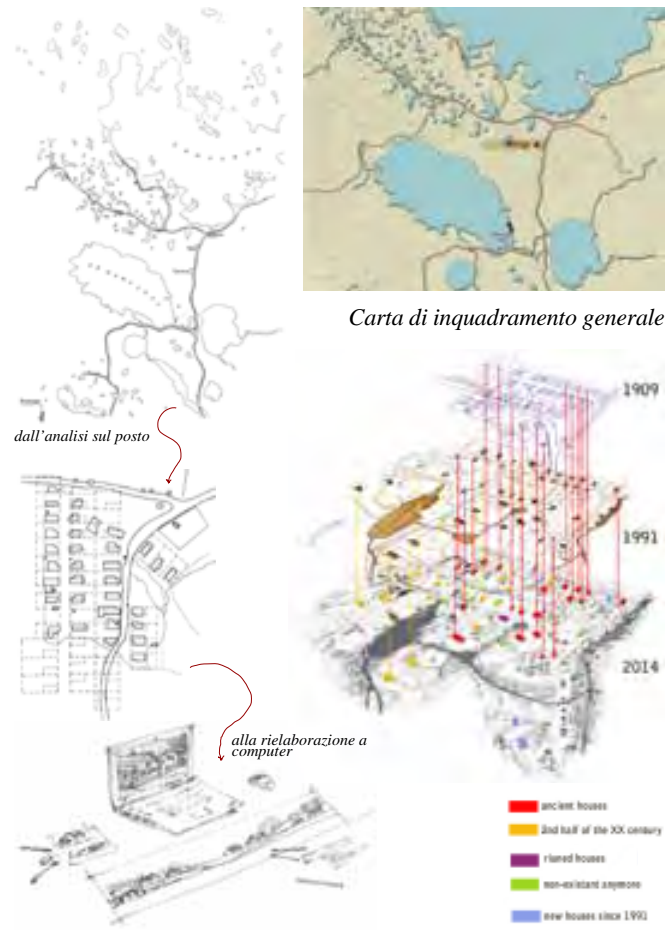 Carta di inquadramento generale
dall'analisi sul posto
1909
1991
2014
alla rielaborazione a
computer
ancient houses
2nd half of the XX century
houses
non-existant anymore
new houses since 1991